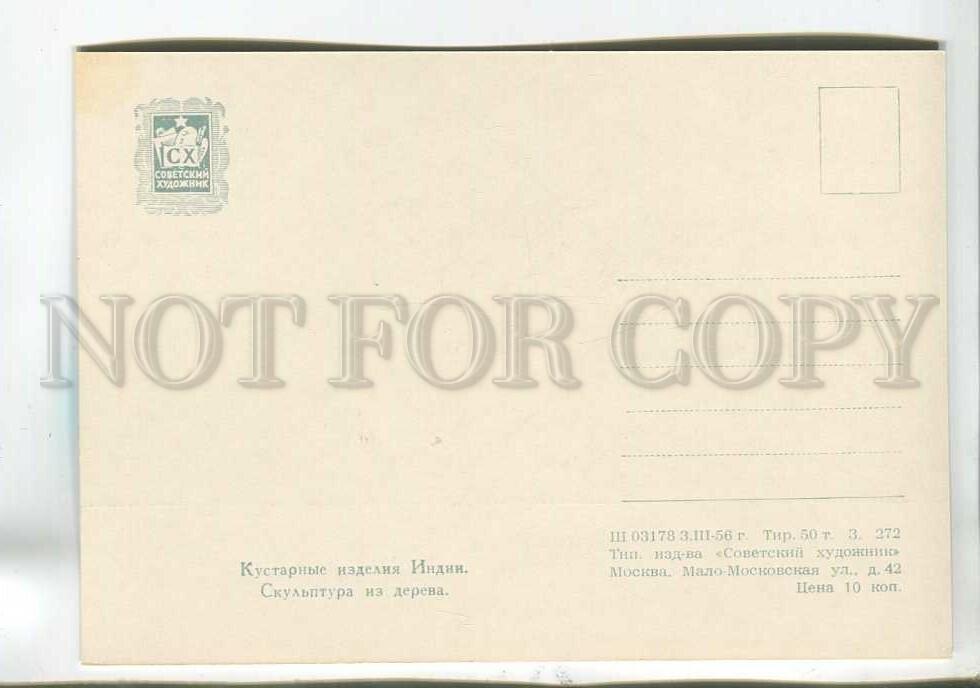 СХ
СОВЕТСКИЙ
ХУДОЖНИК
NOT FOR COPY
Кустарные изделия Индии.
Скульптура из дерева.
Ш 03178 3.III-56 г. Тир. 50 т. З. 272
Тип. изд-ва «Советский художник»
Москва. Мало-Московская ул., д. 42
Цена 10 коп.